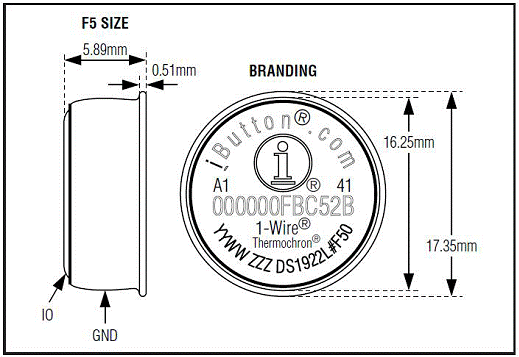 F5 SIZE
5.89mm
0.51mm
BRANDING
iButton®.com
i ®
A1
41
000000FBC52B
1-Wire®
Thermochron®
YYWW ZZZ DS1922L#F50
16.25mm
17.35mm
IO
GND